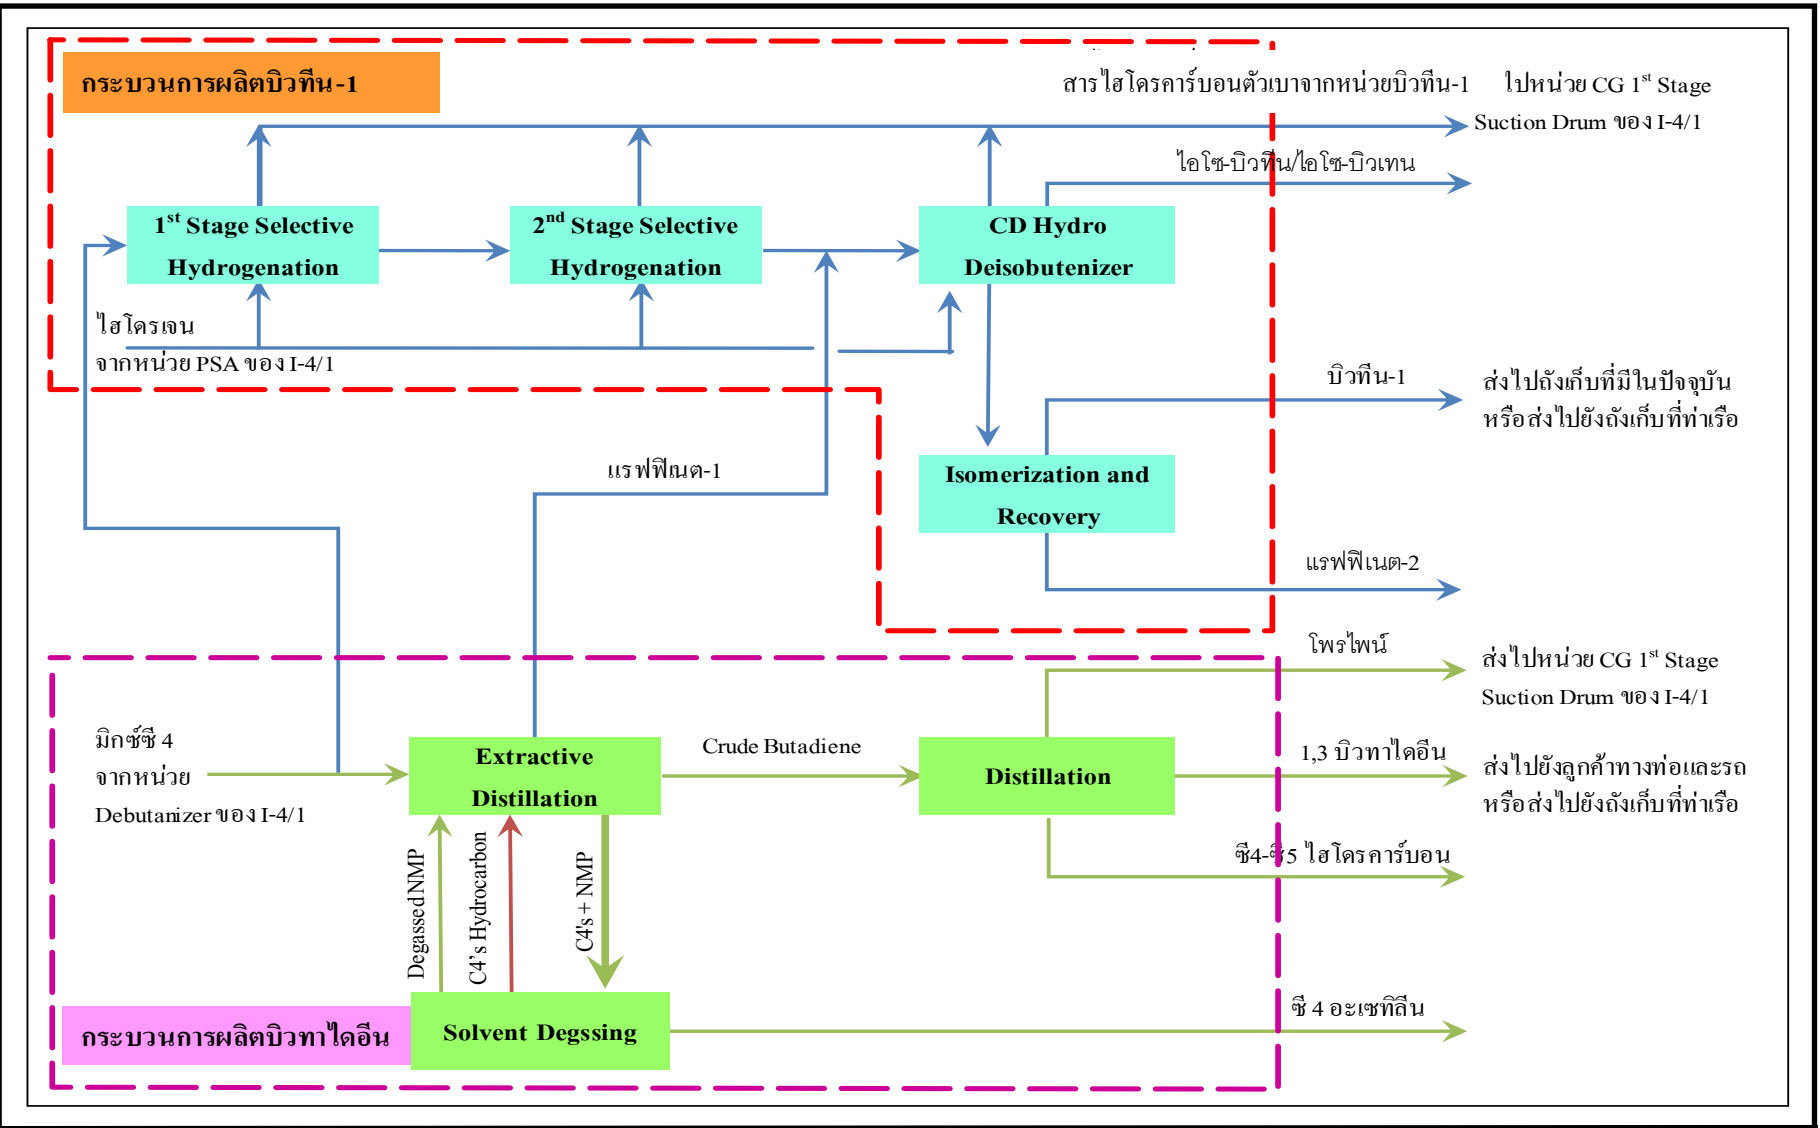 กระบวนการผลิตบิวทีน-1
สารไฮโดรคาร์บอนตัวเบาจากหน่วยบิวทีน-1
ไปหน่วย CG 1st Stage
Suction Drum ของ I-4/1
ไอโซ-บิวทีน/ไอโซ-บิวเทน
1st Stage Selective
Hydrogenation
2nd Stage Selective
Hydrogenation
CD Hydro
Deisobutenizer
ไฮโดรเจน
จากหน่วย PSA ของ I-4/1
บิวทีน-1
ส่งไปถังเก็บที่มีในปัจจุบัน
หรือส่งไปยังถังเก็บที่ท่าเรือ
แรฟฟิเนต-1
Isomerization and
Recovery
แรฟฟิเนต-2
โพรไพน์
ส่งไปหน่วย CG 1st Stage
Suction Drum ของ I-4/1
มิกซ์ซี 4
จากหน่วย
Debutanizer ของ I-4/1
Extractive
Distillation
Crude Butadiene
Distillation
1,3 บิวทาไดอีน
ส่งไปยังลูกค้าทางท่อและรถ
หรือส่งไปยังถังเก็บที่ท่าเรือ
ซี4-ซี5 ไฮโดรคาร์บอน
Degassed NMP
C4's Hydrocarbon
C4's + NMP
ซี 4 อะเซทิลีน
กระบวนการผลิตบิวทาไดอีน
Solvent Degssing